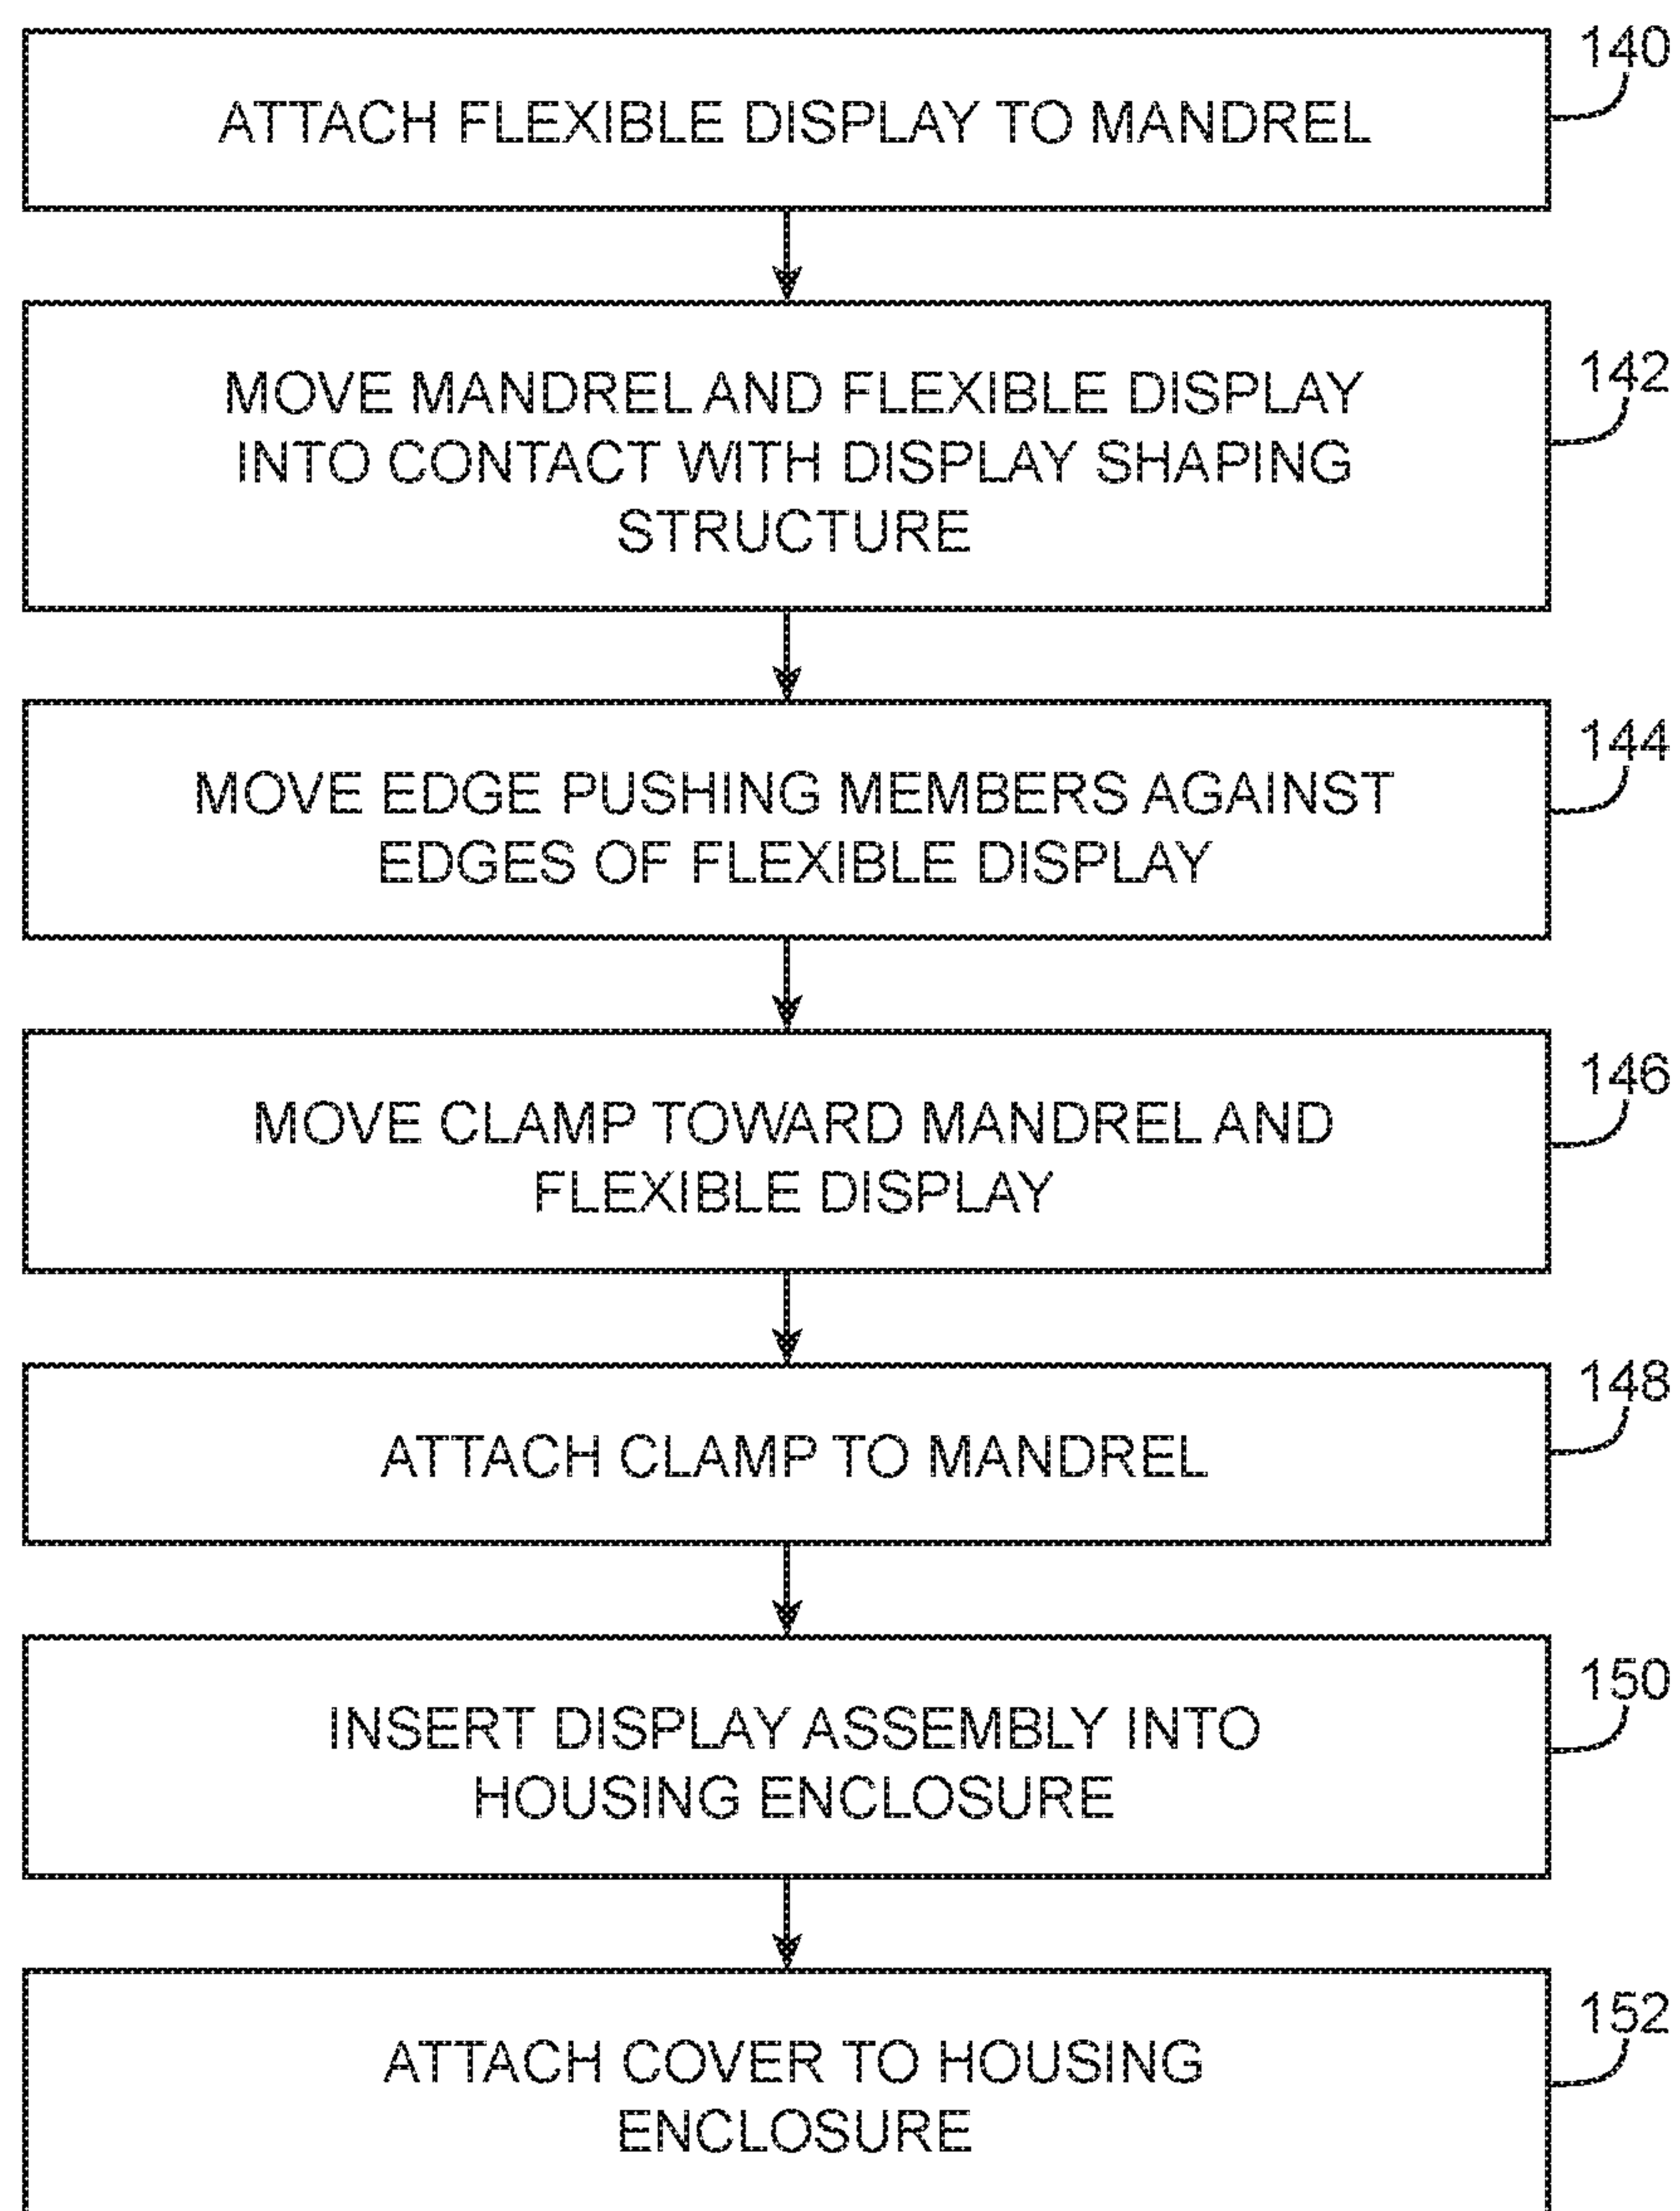 140
ATTACH FLEXIBLE DISPLAY TO MANDREL
142
MOVE MANDREL AND FLEXIBLE DISPLAY
INTO CONTACT WITH DISPLAY SHAPING
STRUCTURE
144
MOVE EDGE PUSHING MEMBERS AGAINST
EDGES OF FLEXIBLE DISPLAY
146
MOVE CLAMP TOWARD MANDREL AND
FLEXIBLE DISPLAY
148
ATTACH CLAMP TO MANDREL
150
INSERT DISPLAY ASSEMBLY INTO
HOUSING ENCLOSURE
152
ATTACH COVER TO HOUSING
ENCLOSURE